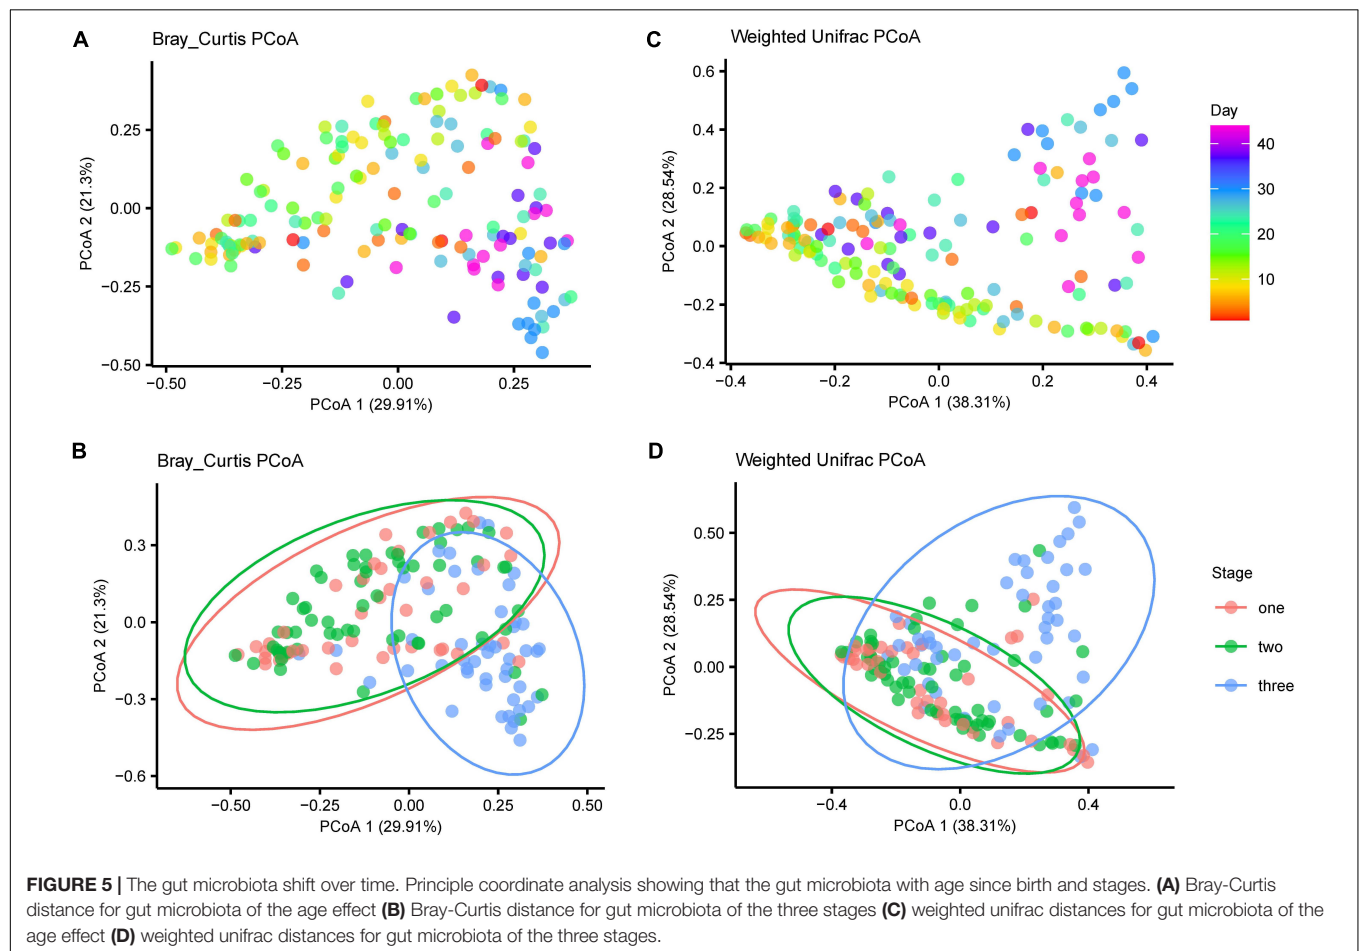 A
Bray_Curtis PCoA
0.25
0.00
−0.25
−0.50
PCoA 2 (21.3%)
−0.50
−0.25
0.00
0.25
PCoA 1 (29.91%)
C
Weighted Unifrac PCoA
0.6
0.4
0.2
0.0
−0.2
−0.4
PCoA 2 (28.54%)
−0.4
−0.2
0.0
0.2
0.4
PCoA 1 (38.31%)
Day
40
30
20
10
B
Bray_Curtis PCoA
0.3
0.0
−0.3
−0.6
PCoA 2 (21.3%)
−0.50
−0.25
0.00
0.25
0.50
PCoA 1 (29.91%)
D
Weighted Unifrac PCoA
0.50
0.25
0.00
−0.25
PCoA 2 (28.54%)
−0.4
0.0
0.4
PCoA 1 (38.31%)
Stage
one
two
three
FIGURE 5 | The gut microbiota shift over time. Principle coordinate analysis showing that the gut microbiota with age since birth and stages. (A) Bray-Curtis
distance for gut microbiota of the age effect (B) Bray-Curtis distance for gut microbiota of the three stages (C) weighted unifrac distances for gut microbiota of the
age effect (D) weighted unifrac distances for gut microbiota of the three stages.